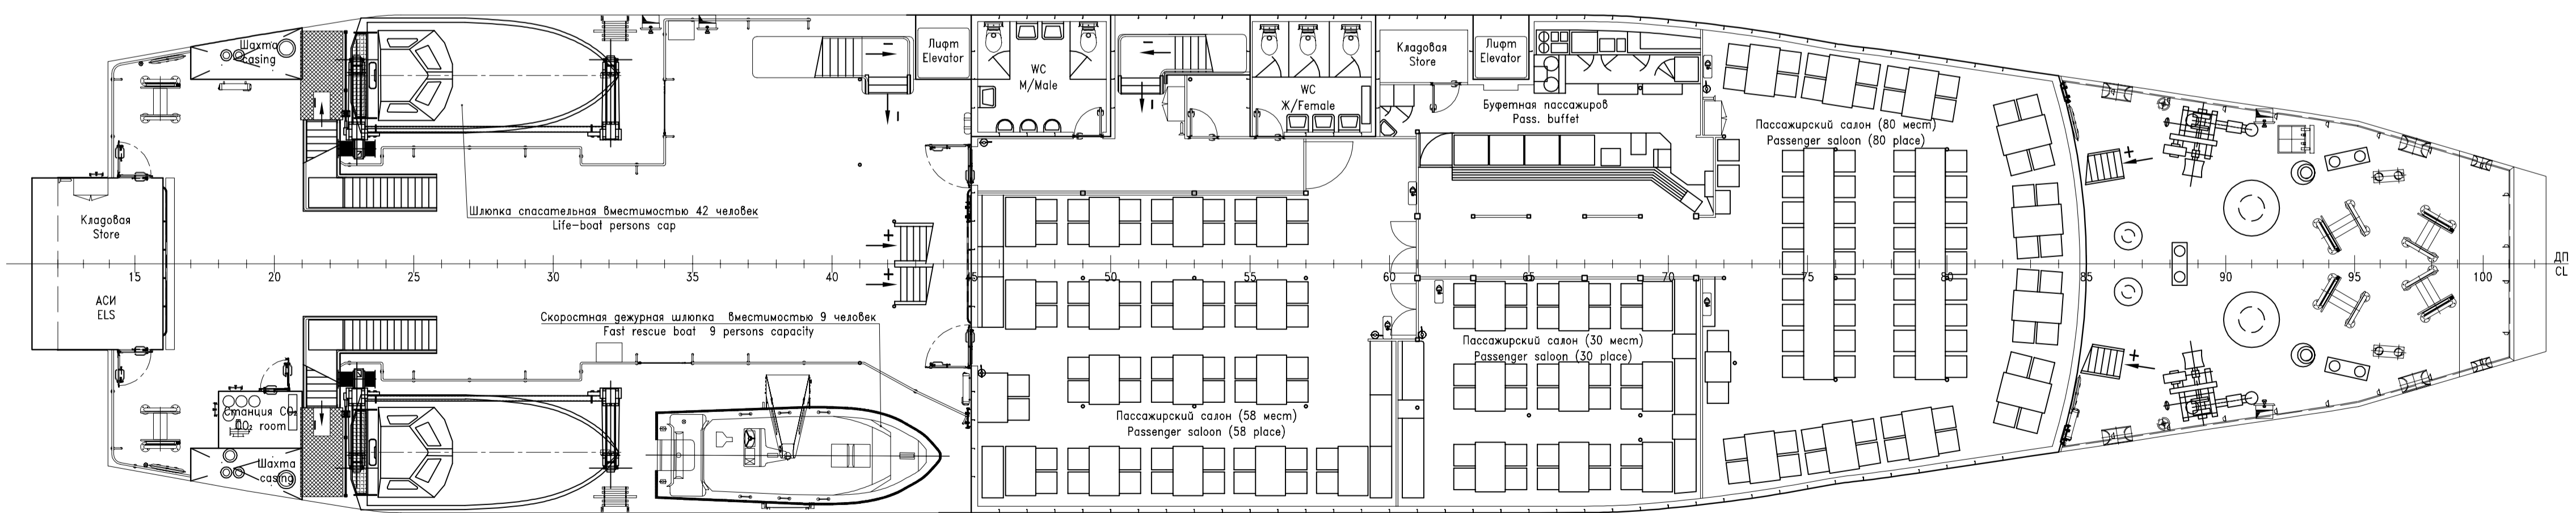 Шахта
casing
Лифт
Elevator
WC
М/Male
WC
Ж/Female
Кладовая
Store
Лифт
Elevator
Буфетная пассажиров
Pass. buffet
Пассажирский салон (80 мест)
Passenger saloon (80 place)
Кладовая
Store
Шлюпка спасательная вместимостью 42 человек
Life-boat persons cap
15 20 25 30 35 40 45 50 55 60 65 70 75 80 85 90 95 100
ДП
CL
АСИ
ELS
Скоростная дежурная шлюпка вместимостью 9 человек
Fast rescue boat 9 persons capacity
Пассажирский салон (30 мест)
Passenger saloon (30 place)
Станция CO₂
CO₂ room
Пассажирский салон (58 мест)
Passenger saloon (58 place)
Шахта
casing